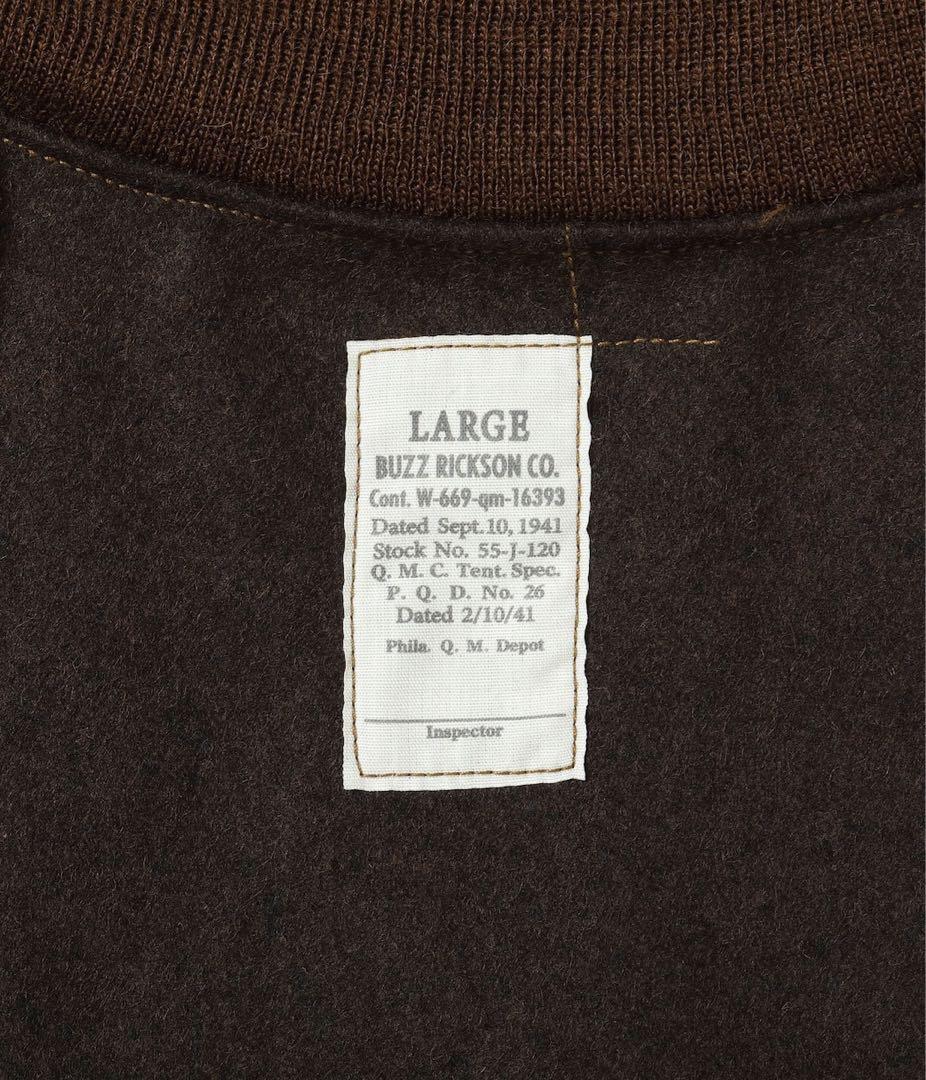 LARGE
BUZZ RICKSON CO.
Cont. W-669-qm-16393
Dated Sept. 10, 1941
Stock No. 55-J-120
Q. M. C. Tent. Spec.
P. Q. D. No. 26
Dated 2/10/41
Phila. Q. M. Depot
Inspector